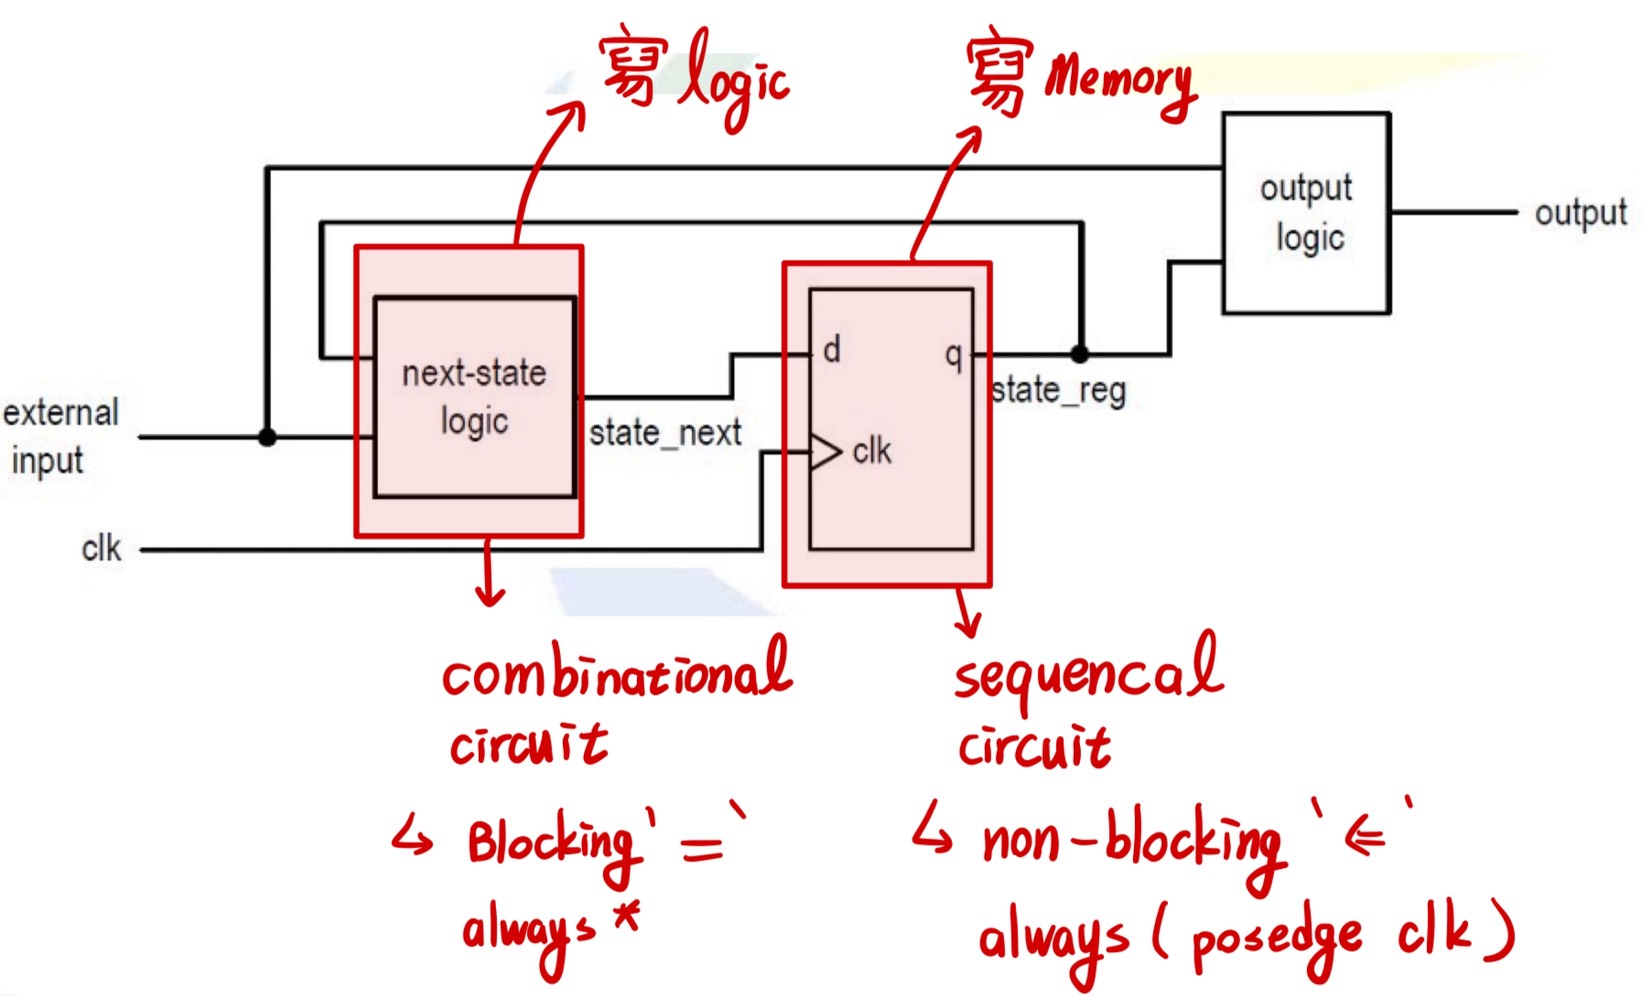 寫 logic
寫 Memory
output
logic
output
next-state
logic
d
q
state_reg
external
input
state_next
clk
clk
combinational
circuit
sequencal
circuit
↳ Blocking '='
always *
↳ non-blocking '<='
always ( posedge clk )